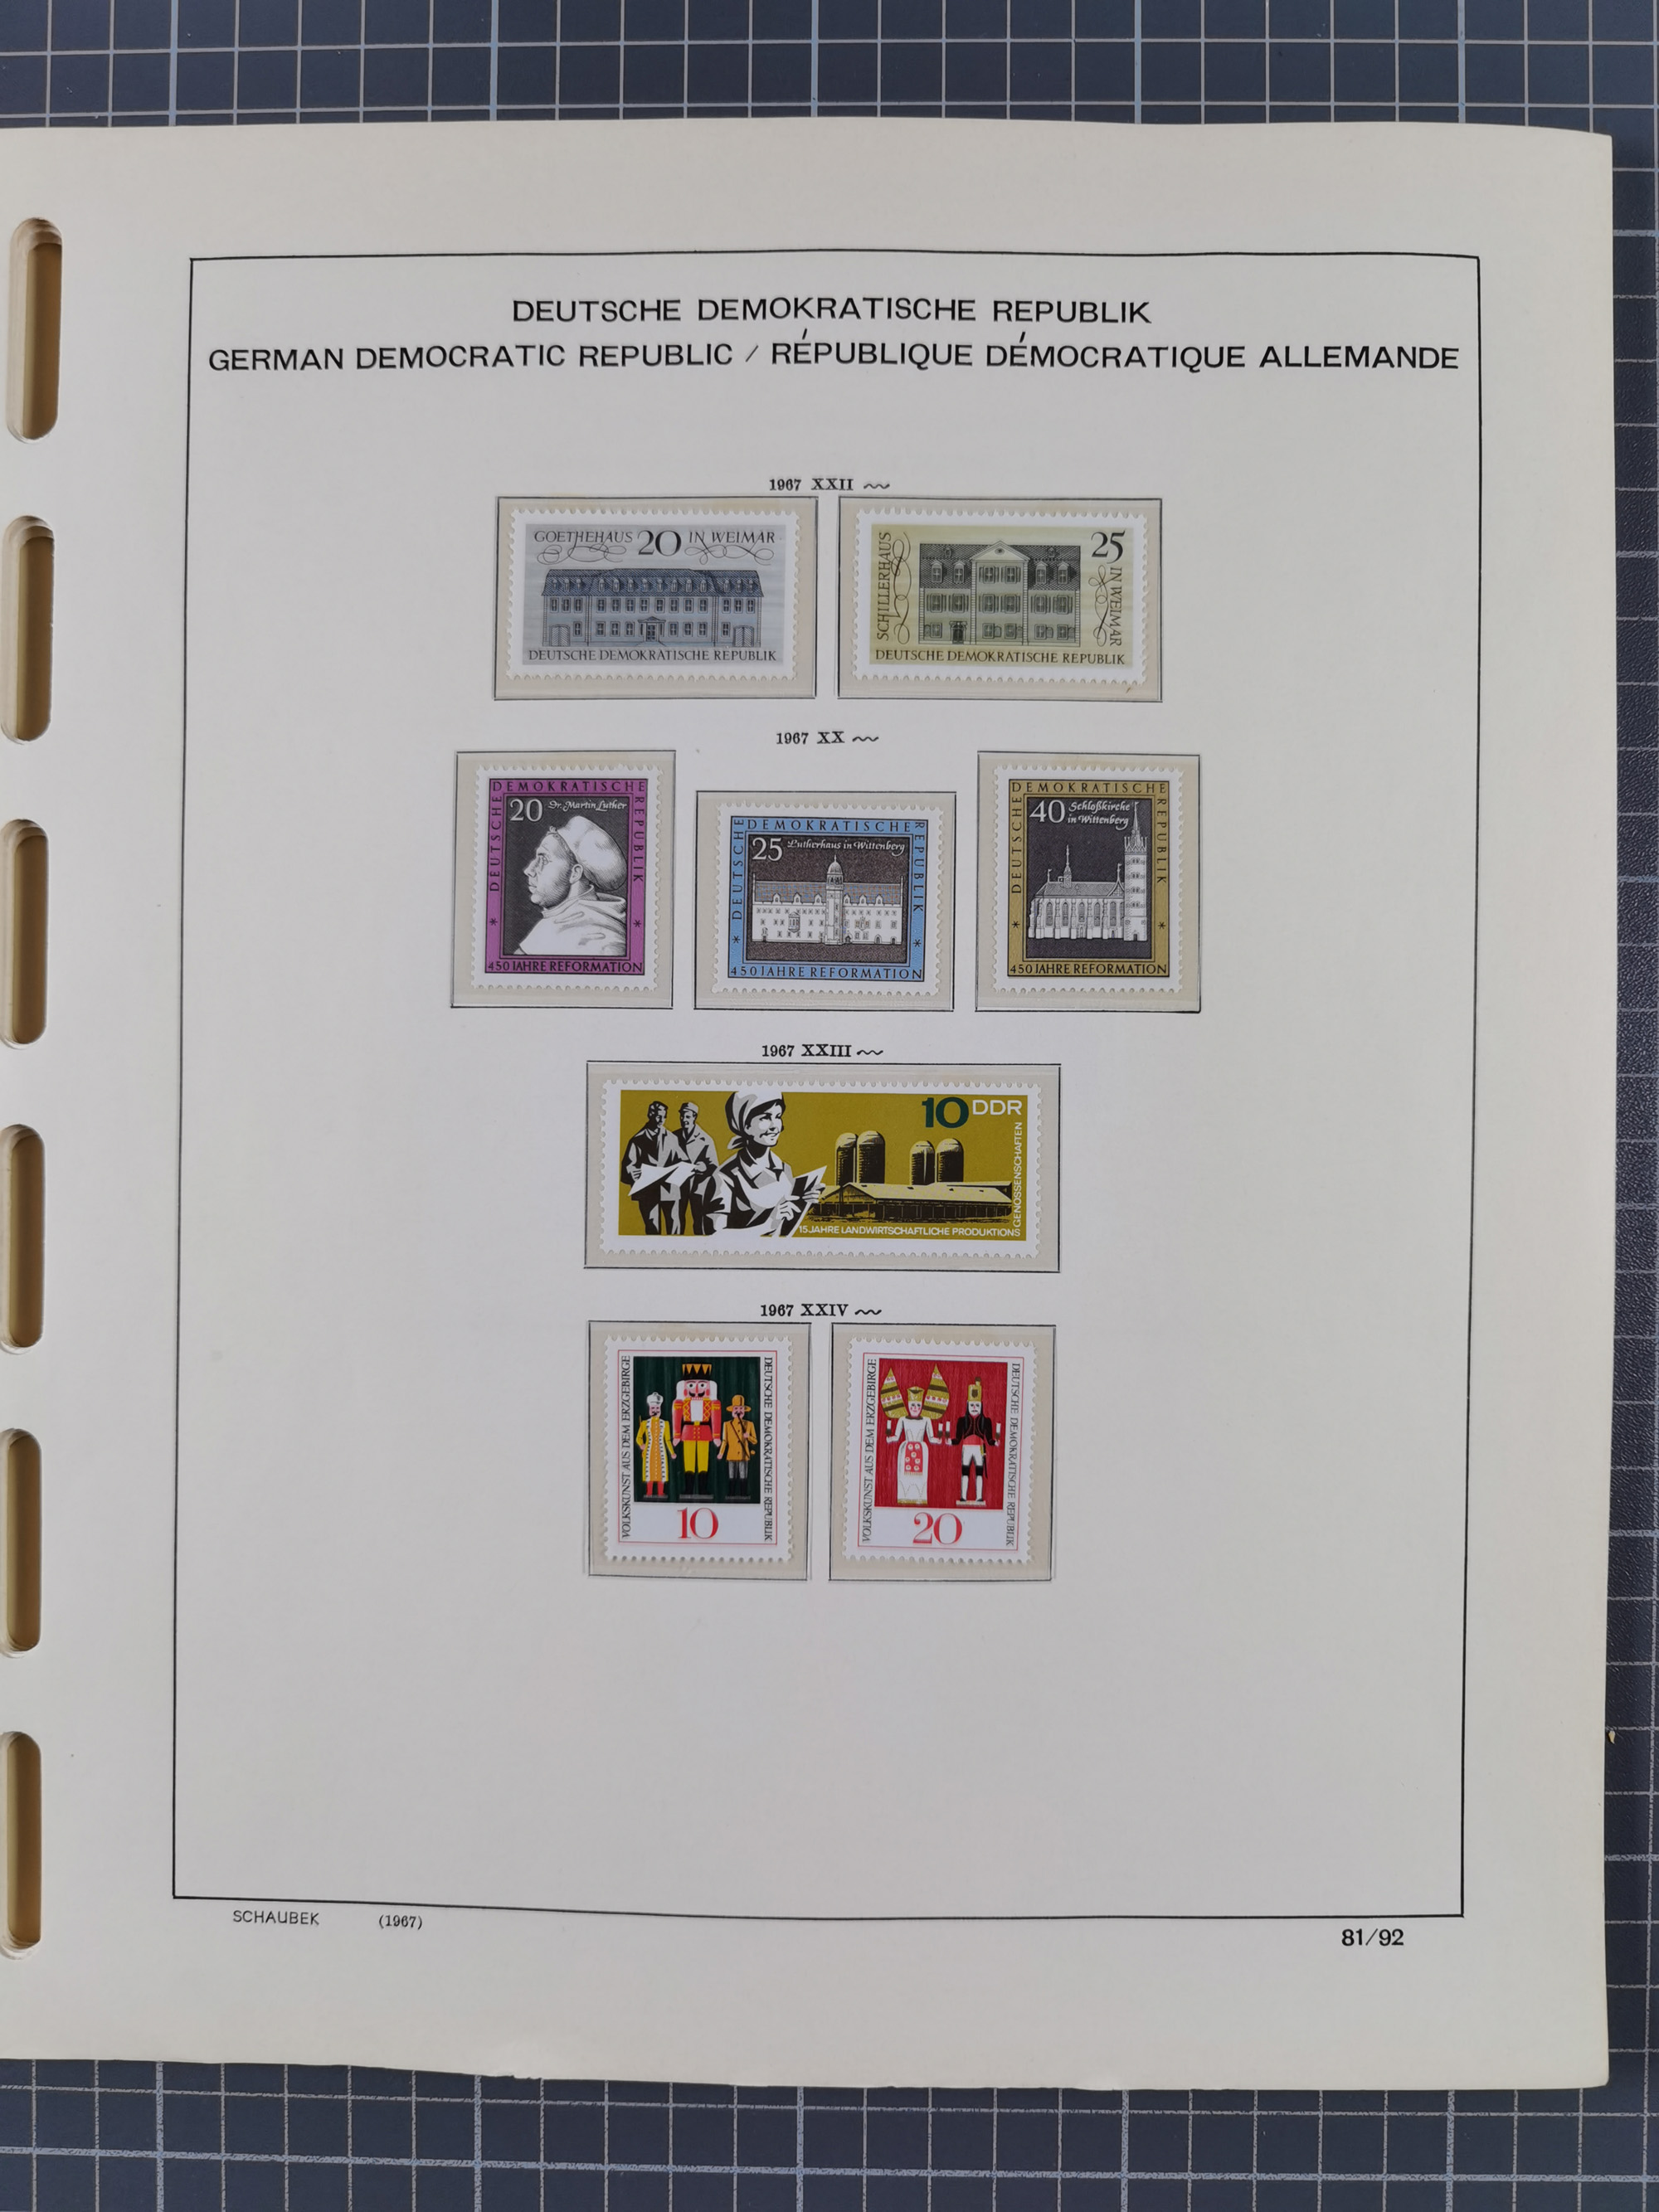 DEUTSCHE DEMOKRATISCHE REPUBLIK
GERMAN DEMOCRATIC REPUBLIC / RÉPUBLIQUE DÉMOCRATIQUE ALLEMANDE
1967 XXII
GOETHEHAUS 20 IN WEIMAR
DEUTSCHE DEMOKRATISCHE REPUBLIK
SCHILLERHAUS
25
IN WEIMAR
DEUTSCHE DEMOKRATISCHE REPUBLIK
1967 XX
DEUTSCHE
DEMOKRATISCHE
REPUBLIK
20 Dr. Martin Luther
* *
450 JAHRE REFORMATION
DEUTSCHE
DEMOKRATISCHE
REPUBLIK
25 Lutherhaus in Wittenberg
* *
450 JAHRE REFORMATION
DEUTSCHE
DEMOKRATISCHE
REPUBLIK
40 Schloßkirche
in Wittenberg
* *
450 JAHRE REFORMATION
1967 XXIII
10 DDR
15 JAHRE LANDWIRTSCHAFTLICHE PRODUKTIONS
GENOSSENSCHAFTEN
1967 XXIV
VOLKSKUNST AUS DEM ERZGEBIRGE
DEUTSCHE DEMOKRATISCHE REPUBLIK
10
VOLKSKUNST AUS DEM ERZGEBIRGE
DEUTSCHE DEMOKRATISCHE REPUBLIK
20
SCHAUBEK (1967)
81/92